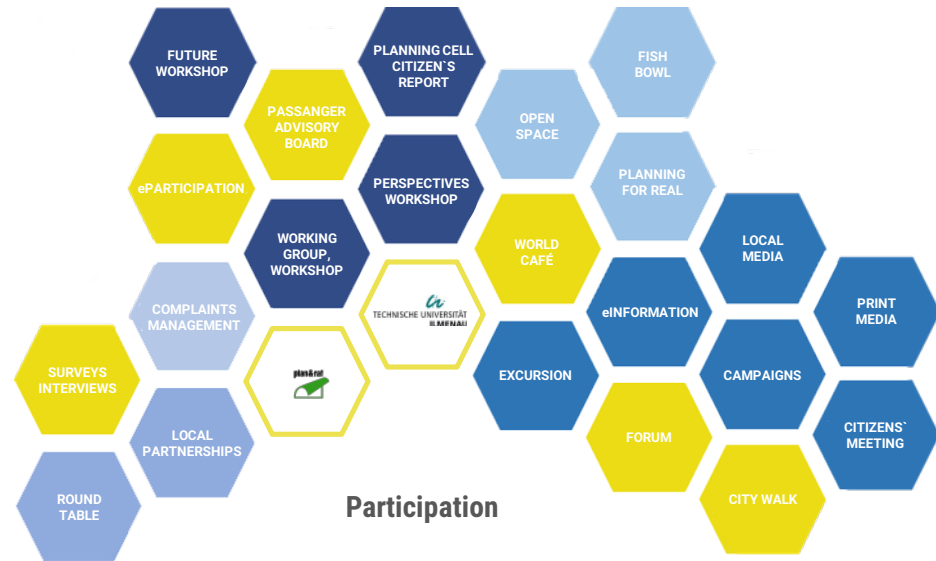 FUTURE
WORKSHOP
PLANNING CELL
CITIZEN`S
REPORT
FISH
BOWL
PASSANGER
ADVISORY
BOARD
OPEN
SPACE
ePARTICIPATION
PERSPECTIVES
WORKSHOP
PLANNING
FOR REAL
WORKING
GROUP,
WORKSHOP
WORLD
CAFÉ
LOCAL
MEDIA
COMPLAINTS
MANAGEMENT
TECHNISCHE UNIVERSITÄT
ILMENAU
eINFORMATION
PRINT
MEDIA
SURVEYS
INTERVIEWS
plan&rat
EXCURSION
CAMPAIGNS
LOCAL
PARTNERSHIPS
FORUM
CITIZENS`
MEETING
ROUND
TABLE
Participation
CITY WALK